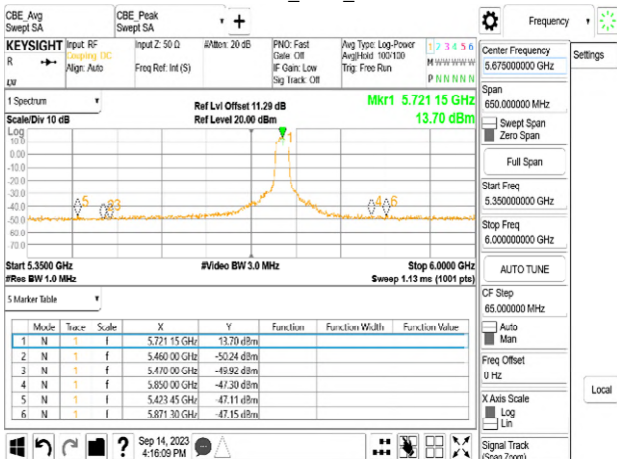 CBE_Avg
Swept SA
CBE_Peak
Swept SA
Frequency
KEYSIGHT
R
Input: RF
Coupling: DC
Align: Auto
Input Z: 50 Ω
Freq Ref: Int (S)
#Atten: 20 dB
PNO: Fast
Gate: Off
IF Gain: Low
Sig Track: Off
Avg Type: Log-Power
Avg|Hold: 100/100
Trig: Free Run
1 2 3 4 5 6
M W W W W W
P N N N N N
Center Frequency
5.675000000 GHz
Settings
Span
650.000000 MHz
Swept Span
Zero Span
Full Span
Start Freq
5.350000000 GHz
Stop Freq
6.000000000 GHz
AUTO TUNE
CF Step
65.000000 MHz
Auto
Man
Freq Offset
0 Hz
X Axis Scale
Log
Lin
Signal Track
(Span Zoom)
Local
1 Spectrum
Scale/Div 10 dB
Ref Lvl Offset 11.29 dB
Ref Level 20.00 dBm
Mkr1 5.721 15 GHz
13.70 dBm
Log
10.0
0.00
-10.0
-20.0
-30.0
-40.0
-50.0
-60.0
-70.0
1
5
3
4
6
Start 5.3500 GHz
#Video BW 3.0 MHz
Stop 6.0000 GHz
#Res BW 1.0 MHz
Sweep 1.13 ms (1001 pts)
5 Marker Table
Mode Trace Scale X Y Function Function Width Function Value
1 N 1 f 5.721 15 GHz 13.70 dBm
2 N 1 f 5.460 00 GHz -50.24 dBm
3 N 1 f 5.470 00 GHz -49.92 dBm
4 N 1 f 5.850 00 GHz -47.30 dBm
5 N 1 f 5.423 45 GHz -47.11 dBm
6 N 1 f 5.871 30 GHz -47.15 dBm
?
Sep 14, 2023
4:16:09 PM